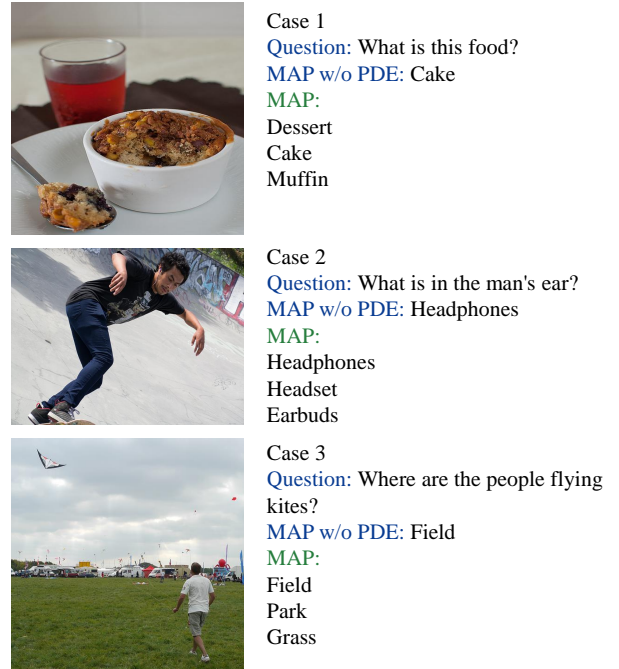 Case 1
Question: What is this food?
MAP w/o PDE: Cake
MAP:
Dessert
Cake
Muffin
Case 2
Question: What is in the man's ear?
MAP w/o PDE: Headphones
MAP:
Headphones
Headset
Earbuds
Case 3
Question: Where are the people flying
kites?
MAP w/o PDE: Field
MAP:
Field
Park
Grass